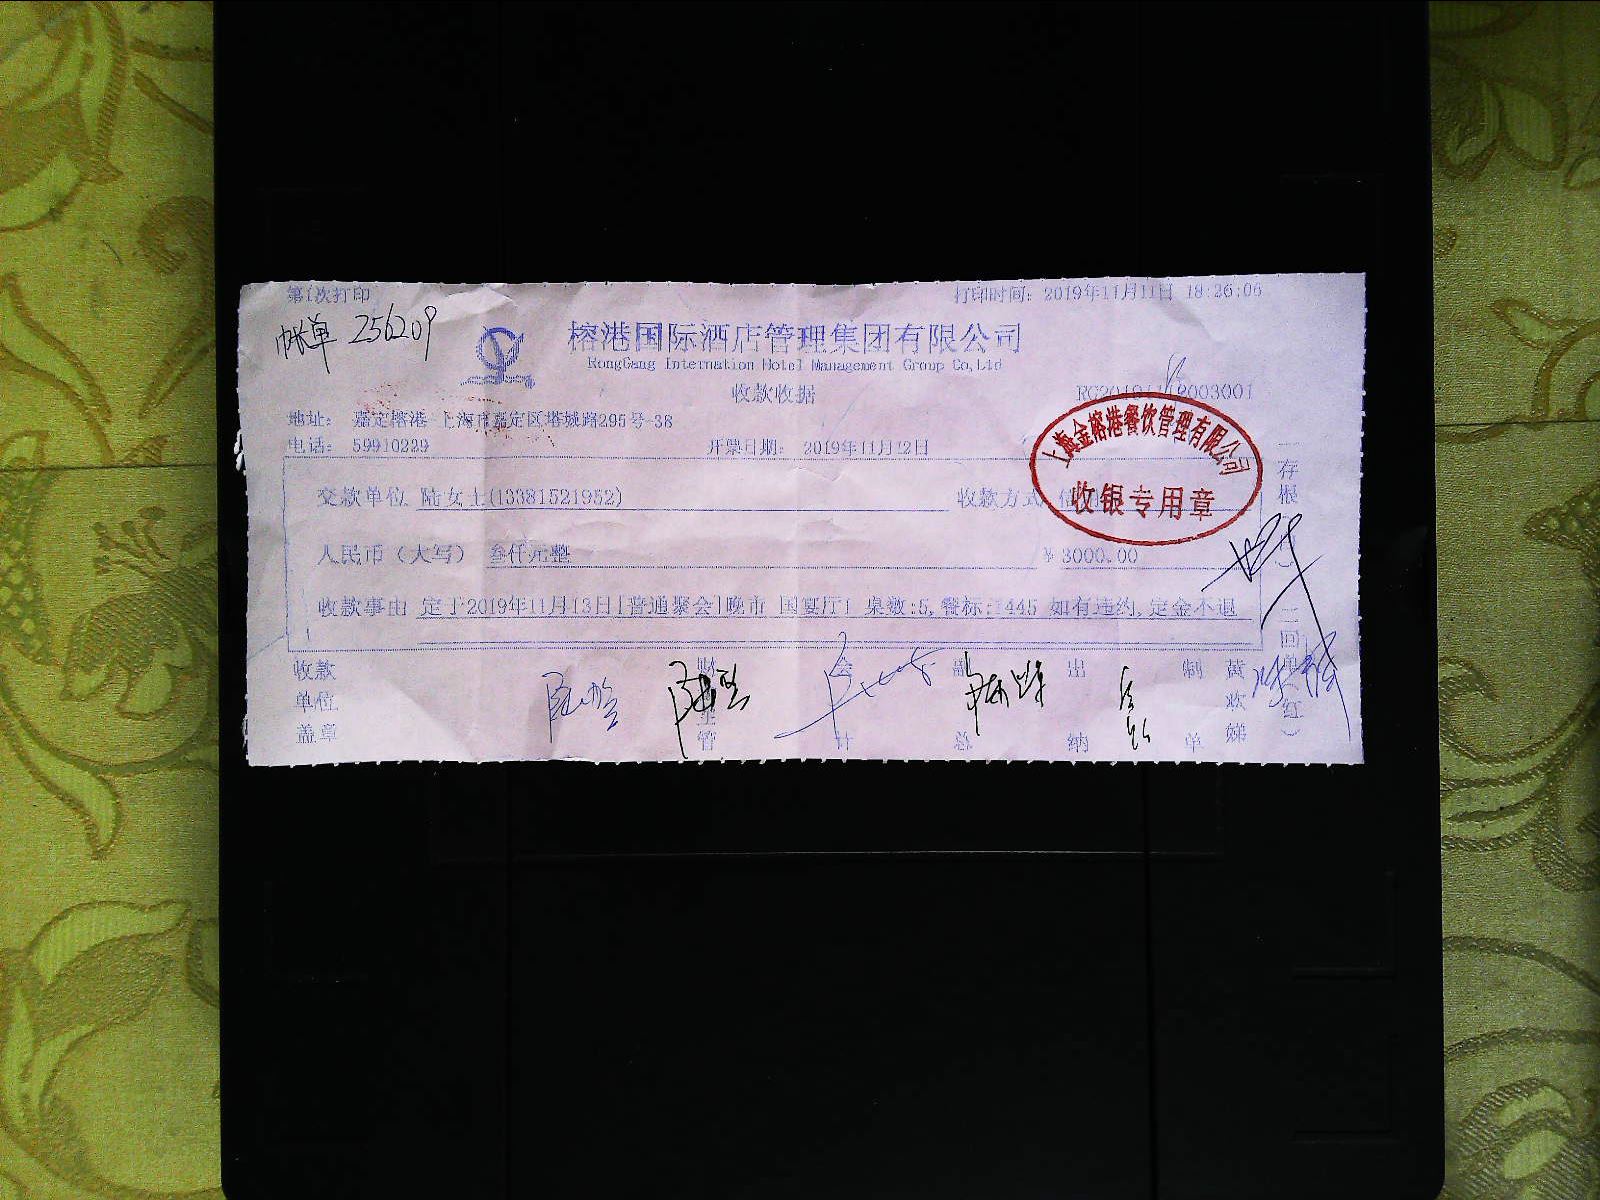 第1次打印
打印时间：2019年11月11日 18:26:06
帐单 256209
榕港国际酒店管理集团有限公司
RongGang Internation Hotel Management Group Co,Ltd
收款收据
地址： 嘉定榕港 上海市嘉定区塔城路295号-38
电话： 59910229
开票日期： 2019年11月12日
上海金榕港餐饮管理有限公司
收银专用章
交款单位 陆女士(13381521952)
收款方式
人民币（大写） 叁仟元整
￥3000.00
收款事由 定于2019年11月13日[普通聚会]晚市 国宴厅1 桌数:5,餐标:1445 如有违约,定金不退
收款单位盖章
财
管
会计
副总
出纳
制单
黄欢娣
一存根
二回单（红）